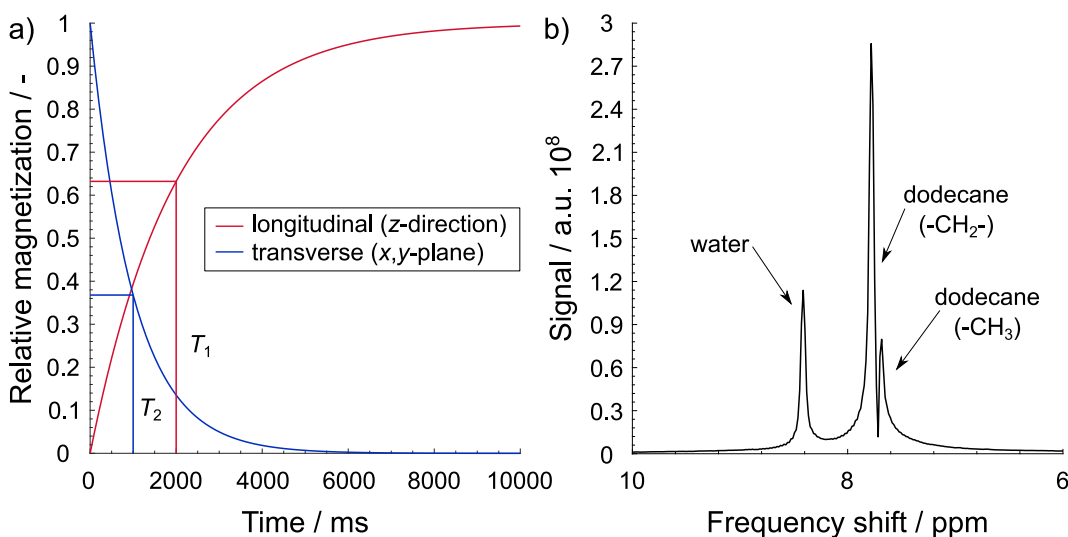 a)
Relative magnetization / -
1
0.9
0.8
0.7
0.6
0.5
0.4
0.3
0.2
0.1
0
longitudinal (z-direction)
transverse (x,y-plane)
T1
T2
0 2000 4000 6000 8000 10000
Time / ms
b)
Signal / a.u. 10^8
3
2.7
2.4
2.1
1.8
1.5
1.2
0.9
0.6
0.3
0
water
dodecane
(-CH2-)
dodecane
(-CH3)
10 8 6
Frequency shift / ppm